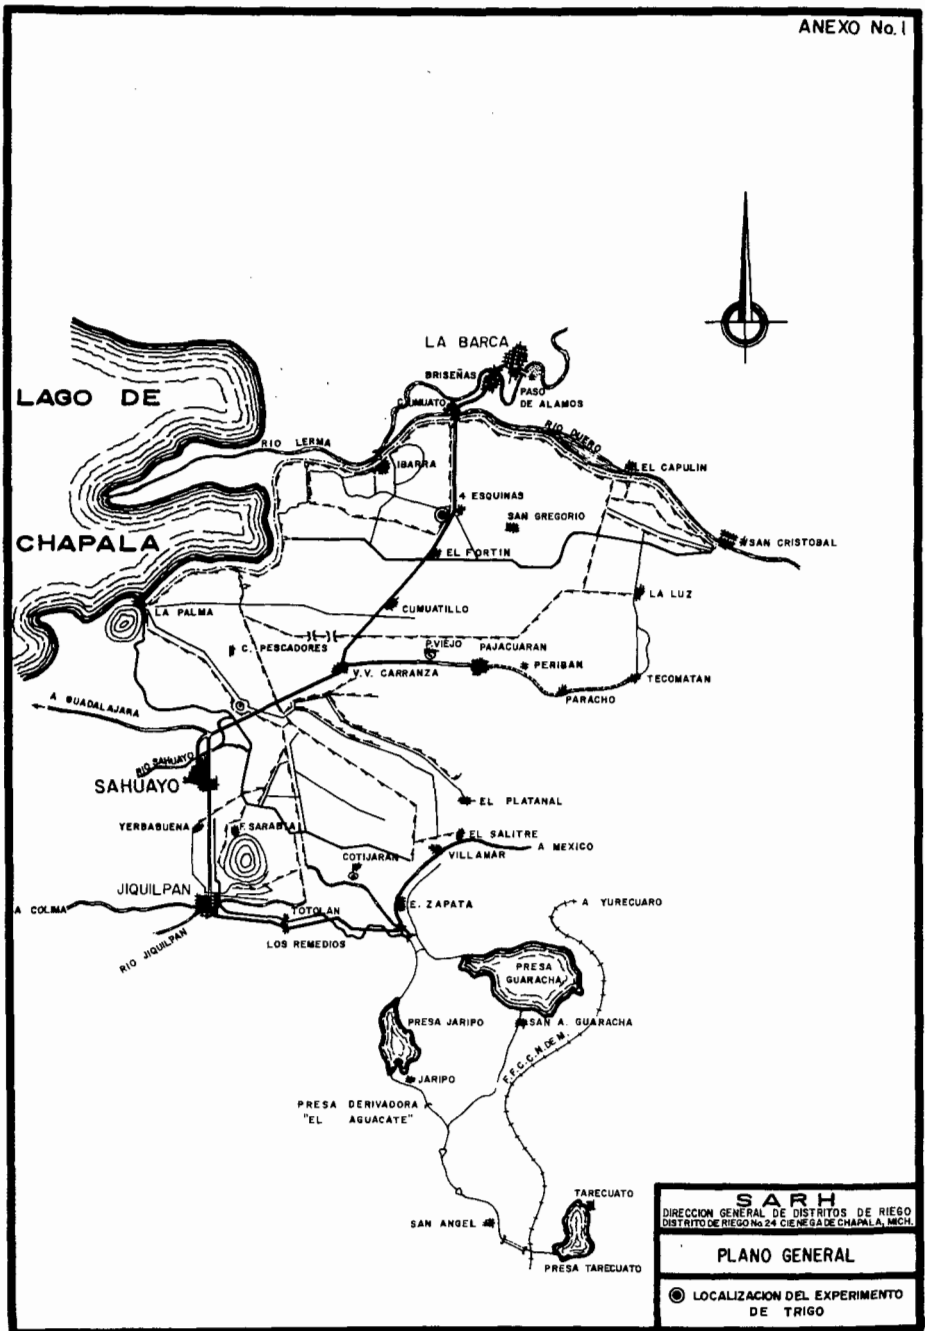 ANEXO No. 1
LA BARCA
BRISEÑAS
PASO
DE ALAMOS
CUMUATO
LAGO DE
RIO DUERO
RIO LERMA
IBARRA
EL CAPULIN
4 ESQUINAS
SAN GREGORIO
CHAPALA
SAN CRISTOBAL
EL FORTIN
LA LUZ
LA PALMA
CUMUATILLO
C. PESCADORES
P. VIEJO
PAJACUARAN
PERIBAN
V.V. CARRANZA
TECOMATAN
PARACHO
A GUADALAJARA
RIO SAHUAYO
SAHUAYO
EL PLATANAL
YERBABUENA
F. SARABIA
EL SALITRE
A MEXICO
VILLAMAR
COTIJARAN
JIQUILPAN
A COLIMA
TOTOLAN
E. ZAPATA
A YURECUARO
LOS REMEDIOS
RIO JIQUILPAN
PRESA
GUARACHA
PRESA JARIPO
SAN A. GUARACHA
F.F.C.C.N. DE M.
JARIPO
PRESA DERIVADORA
"EL AGUACATE"
TARECUATO
SAN ANGEL
PRESA TARECUATO
SARH
DIRECCION GENERAL DE DISTRITOS DE RIEGO
DISTRITO DE RIEGO No 24 CIENEGA DE CHAPALA, MICH.
PLANO GENERAL
LOCALIZACION DEL EXPERIMENTO
DE TRIGO